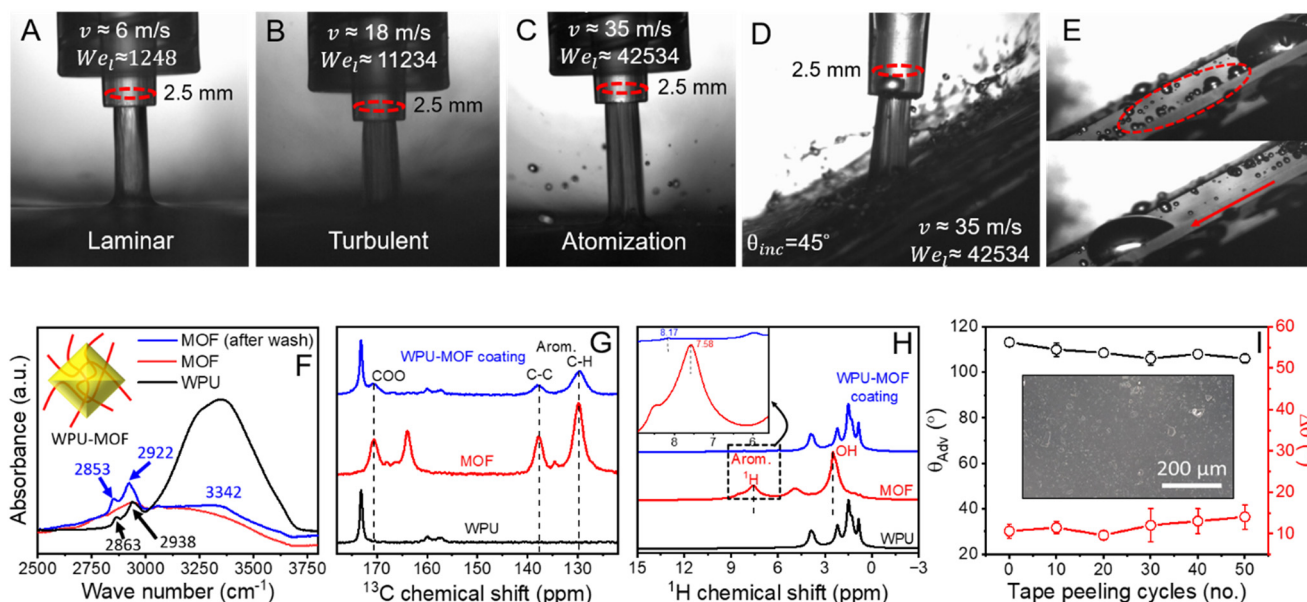 A
v ≈ 6 m/s
We_l≈1248
2.5 mm
Laminar
B
v ≈ 18 m/s
We_l≈ 11234
2.5 mm
Turbulent
C
v ≈ 35 m/s
We_l≈ 42534
2.5 mm
Atomization
D
2.5 mm
θ_inc=45°
v ≈ 35 m/s
We_l≈ 42534
E
F
MOF (after wash)
MOF
WPU
WPU-MOF
2853
2922
3342
2863
2938
Absorbance (a.u.)
2500 2750 3000 3250 3500 3750
Wave number (cm⁻¹)
G
WPU-MOF coating
Arom.
COO
C-C
C-H
MOF
WPU
170 160 150 140 130
¹³C chemical shift (ppm)
H
8.17
7.58
8 7 6
WPU-MOF
coating
Arom.
¹H
OH
MOF
WPU
15 12 9 6 3 0 −3
¹H chemical shift (ppm)
I
θ_Adv (°)
120
100
80
60
40
20
200 µm
60
50
40
30
20
10
0 10 20 30 40 50
Tape peeling cycles (no.)